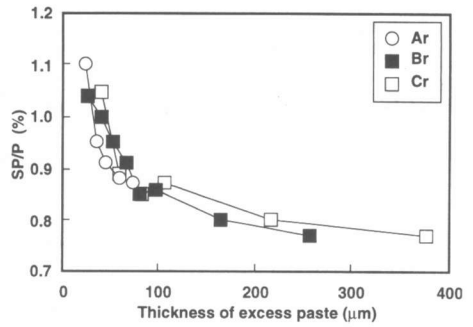 1.2
1.1
1.0
0.9
0.8
0.7
SP/P (%)
Ar
Br
Cr
0 100 200 300 400
Thickness of excess paste (μm)